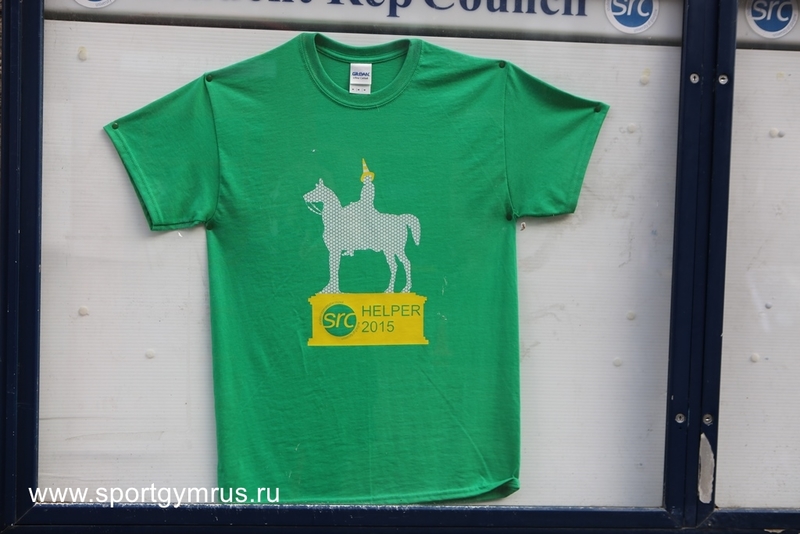 Rep Council
src
src
GILDAN
src HELPER
2015
www.sportgymrus.ru